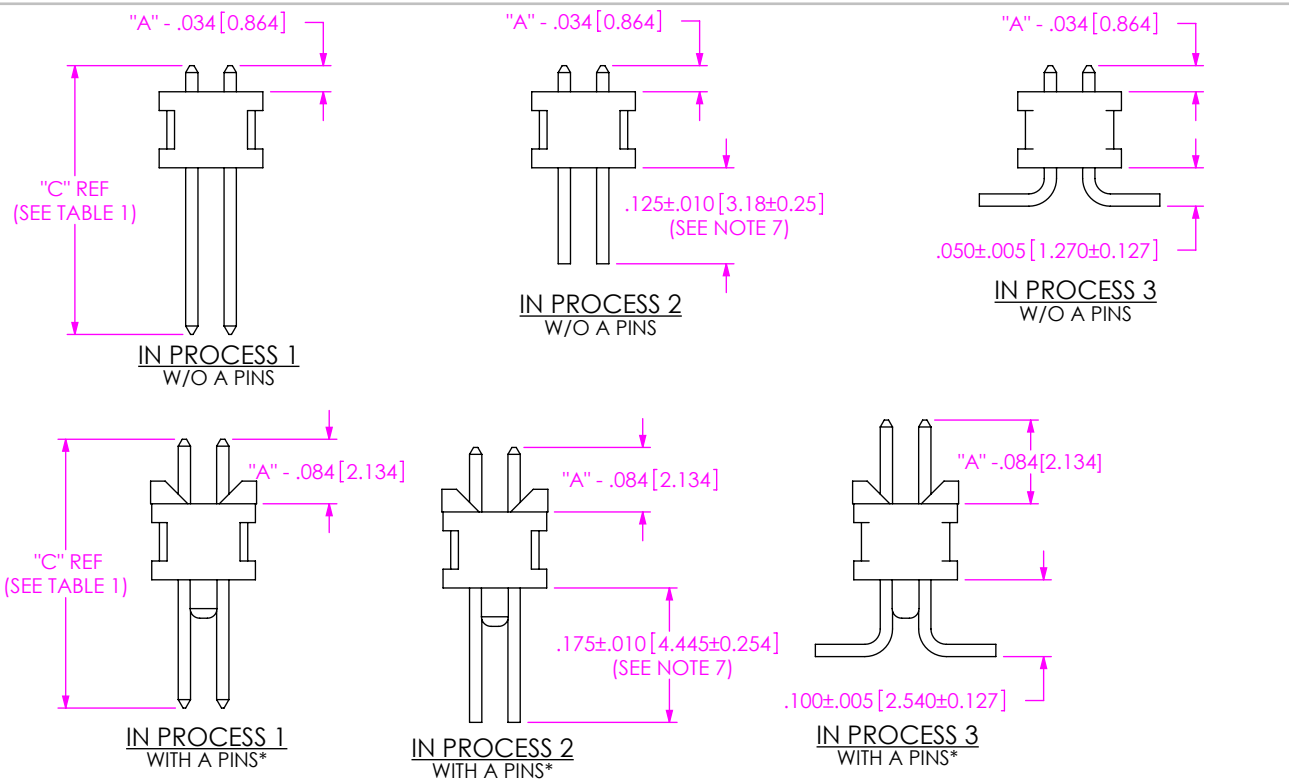 "A" - .034 [0.864]
"C" REF
(SEE TABLE 1)
IN PROCESS 1
W/O A PINS
"A" - .034 [0.864]
.125±.010 [3.18±0.25]
(SEE NOTE 7)
IN PROCESS 2
W/O A PINS
"A" - .034 [0.864]
.050±.005 [1.270±0.127]
IN PROCESS 3
W/O A PINS
"A" - .084 [2.134]
"C" REF
(SEE TABLE 1)
IN PROCESS 1
WITH A PINS*
"A" - .084 [2.134]
.175±.010 [4.445±0.254]
(SEE NOTE 7)
IN PROCESS 2
WITH A PINS*
"A" -.084 [2.134]
.100±.005 [2.540±0.127]
IN PROCESS 3
WITH A PINS*